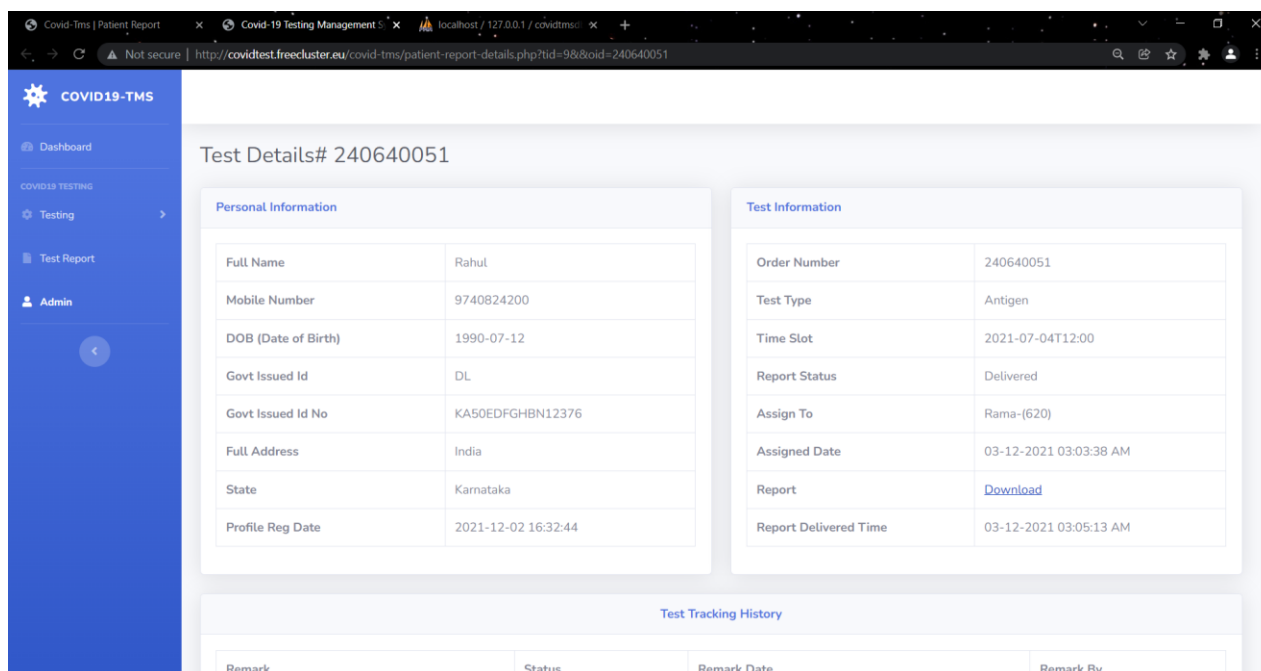 Covid-Tms | Patient Report
Covid-19 Testing Management S
localhost / 127.0.0.1 / covidtmsd
Not secure | http://covidtest.freecluster.eu/covid-tms/patient-report-details.php?tid=9&&oid=240640051
COVID19-TMS
Dashboard
COVID19 TESTING
Testing
Test Report
Admin
Test Details# 240640051
Personal Information
Full Name Rahul
Mobile Number 9740824200
DOB (Date of Birth) 1990-07-12
Govt Issued Id DL
Govt Issued Id No KA50EDFGHBN12376
Full Address India
State Karnataka
Profile Reg Date 2021-12-02 16:32:44
Test Information
Order Number 240640051
Test Type Antigen
Time Slot 2021-07-04T12:00
Report Status Delivered
Assign To Rama-(620)
Assigned Date 03-12-2021 03:03:38 AM
Report Download
Report Delivered Time 03-12-2021 03:05:13 AM
Test Tracking History
Remark Status Remark Date Remark By